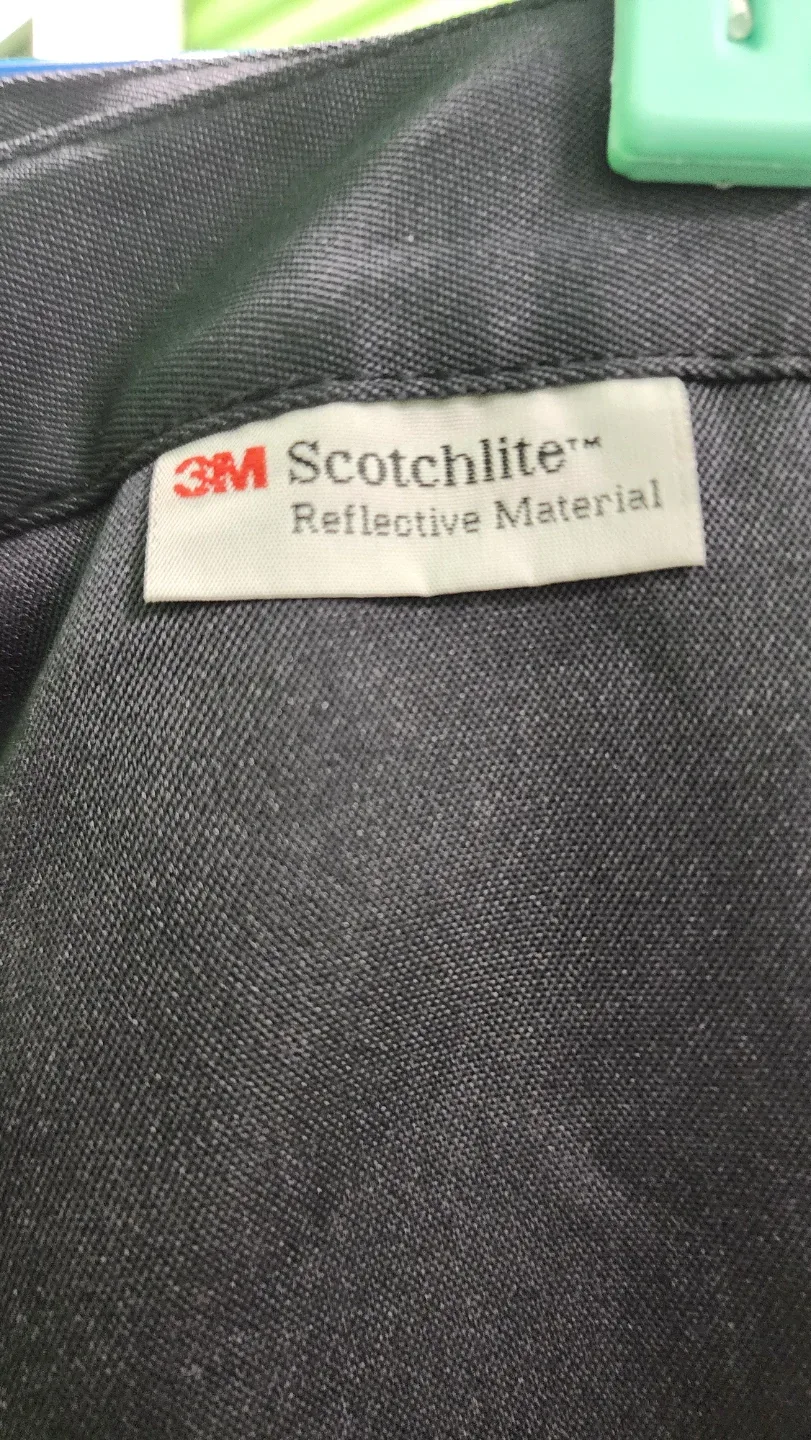 3M Scotchlite™
Reflective Material